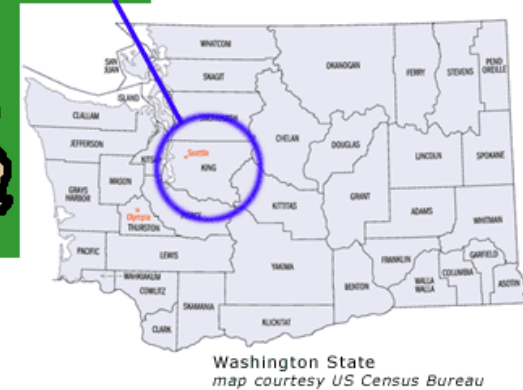 WHATCOM
OKANOGAN
FERRY
STEVENS
PEND
OREILLE
SAN
JUAN
SKAGIT
ISLAND
CLALLAM
CHELAN
DOUGLAS
JEFFERSON
LINCOLN
SPOKANE
Seattle
KING
GRAYS
HARBOR
MASON
GRANT
KITTITAS
ADAMS
WHITMAN
Olympia
THURSTON
PACIFIC
LEWIS
YAKIMA
FRANKLIN
GARFIELD
COLUMBIA
WALLA
WALLA
ASOTIN
BENTON
WAHKIAKUM
COWLITZ
SKAMANIA
KLICKITAT
CLARK
Washington State
map courtesy US Census Bureau